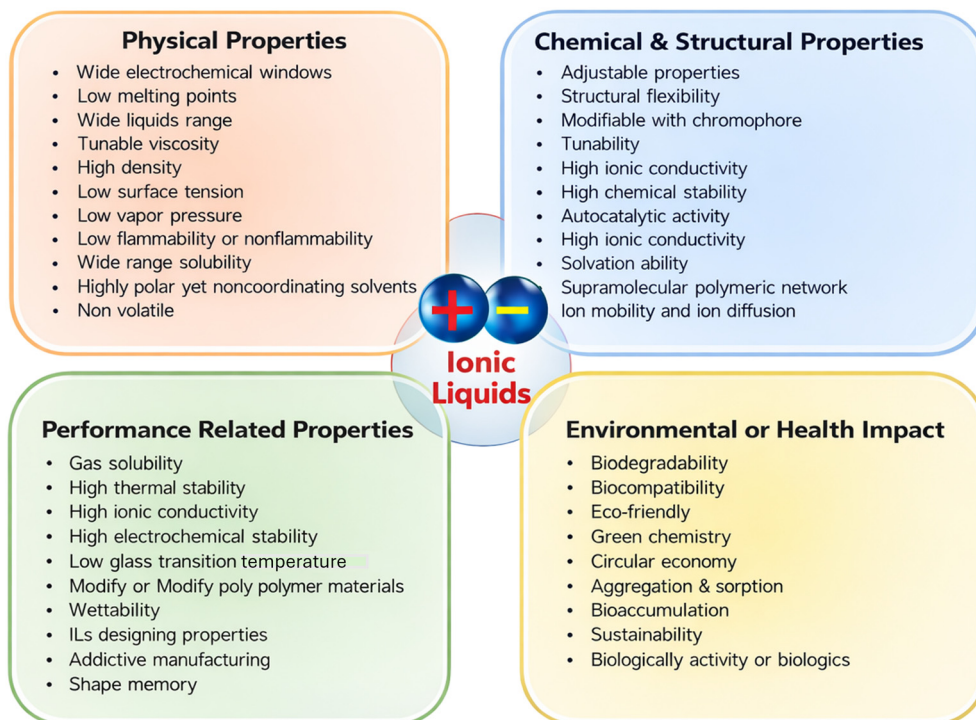 Physical Properties
• Wide electrochemical windows
• Low melting points
• Wide liquids range
• Tunable viscosity
• High density
• Low surface tension
• Low vapor pressure
• Low flammability or nonflammability
• Wide range solubility
• Highly polar yet noncoordinating solvents
• Non volatile
Chemical & Structural Properties
• Adjustable properties
• Structural flexibility
• Modifiable with chromophore
• Tunability
• High ionic conductivity
• High chemical stability
• Autocatalytic activity
• High ionic conductivity
• Solvation ability
• Supramolecular polymeric network
Ion mobility and ion diffusion
+ −
Ionic
Liquids
Performance Related Properties
• Gas solubility
• High thermal stability
• High ionic conductivity
• High electrochemical stability
• Low glass transition temperature
• Modify or Modify poly polymer materials
• Wettability
• ILs designing properties
• Addictive manufacturing
• Shape memory
Environmental or Health Impact
• Biodegradability
• Biocompatibility
• Eco-friendly
• Green chemistry
• Circular economy
• Aggregation & sorption
• Bioaccumulation
• Sustainability
• Biologically activity or biologics